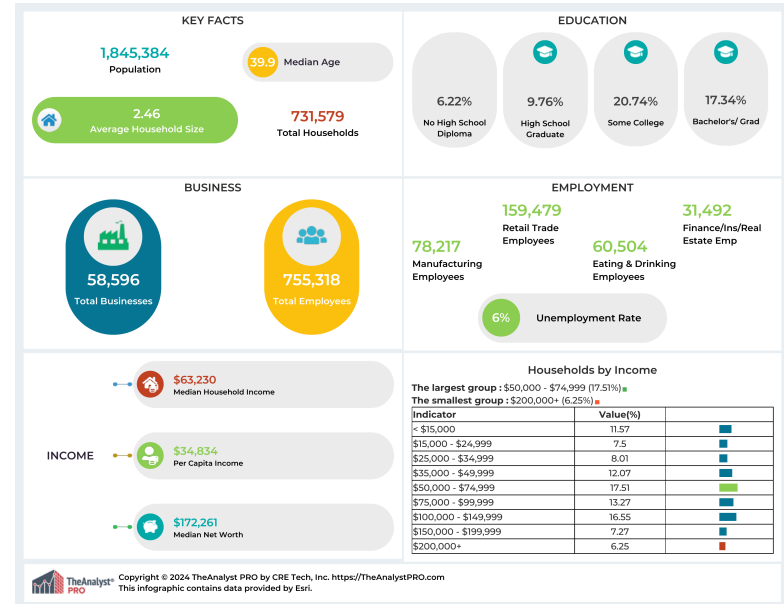 KEY FACTS
1,845,384
Population
39.9 Median Age
2.46
Average Household Size
731,579
Total Households
EDUCATION
6.22%
No High School
Diploma
9.76%
High School
Graduate
20.74%
Some College
17.34%
Bachelor's/ Grad
BUSINESS
58,596
Total Businesses
755,318
Total Employees
EMPLOYMENT
78,217
Manufacturing
Employees
159,479
Retail Trade
Employees
60,504
Eating & Drinking
Employees
31,492
Finance/Ins/Real
Estate Emp
6% Unemployment Rate
INCOME
$63,230
Median Household Income
$34,834
Per Capita Income
$172,261
Median Net Worth
Households by Income
The largest group : $50,000 - $74,999 (17.51%)
The smallest group : $200,000+ (6.25%)
Indicator Value(%)
< $15,000 11.57
$15,000 - $24,999 7.5
$25,000 - $34,999 8.01
$35,000 - $49,999 12.07
$50,000 - $74,999 17.51
$75,000 - $99,999 13.27
$100,000 - $149,999 16.55
$150,000 - $199,999 7.27
$200,000+ 6.25
TheAnalyst®
PRO
Copyright © 2024 TheAnalyst PRO by CRE Tech, Inc. https://TheAnalystPRO.com
This infographic contains data provided by Esri.